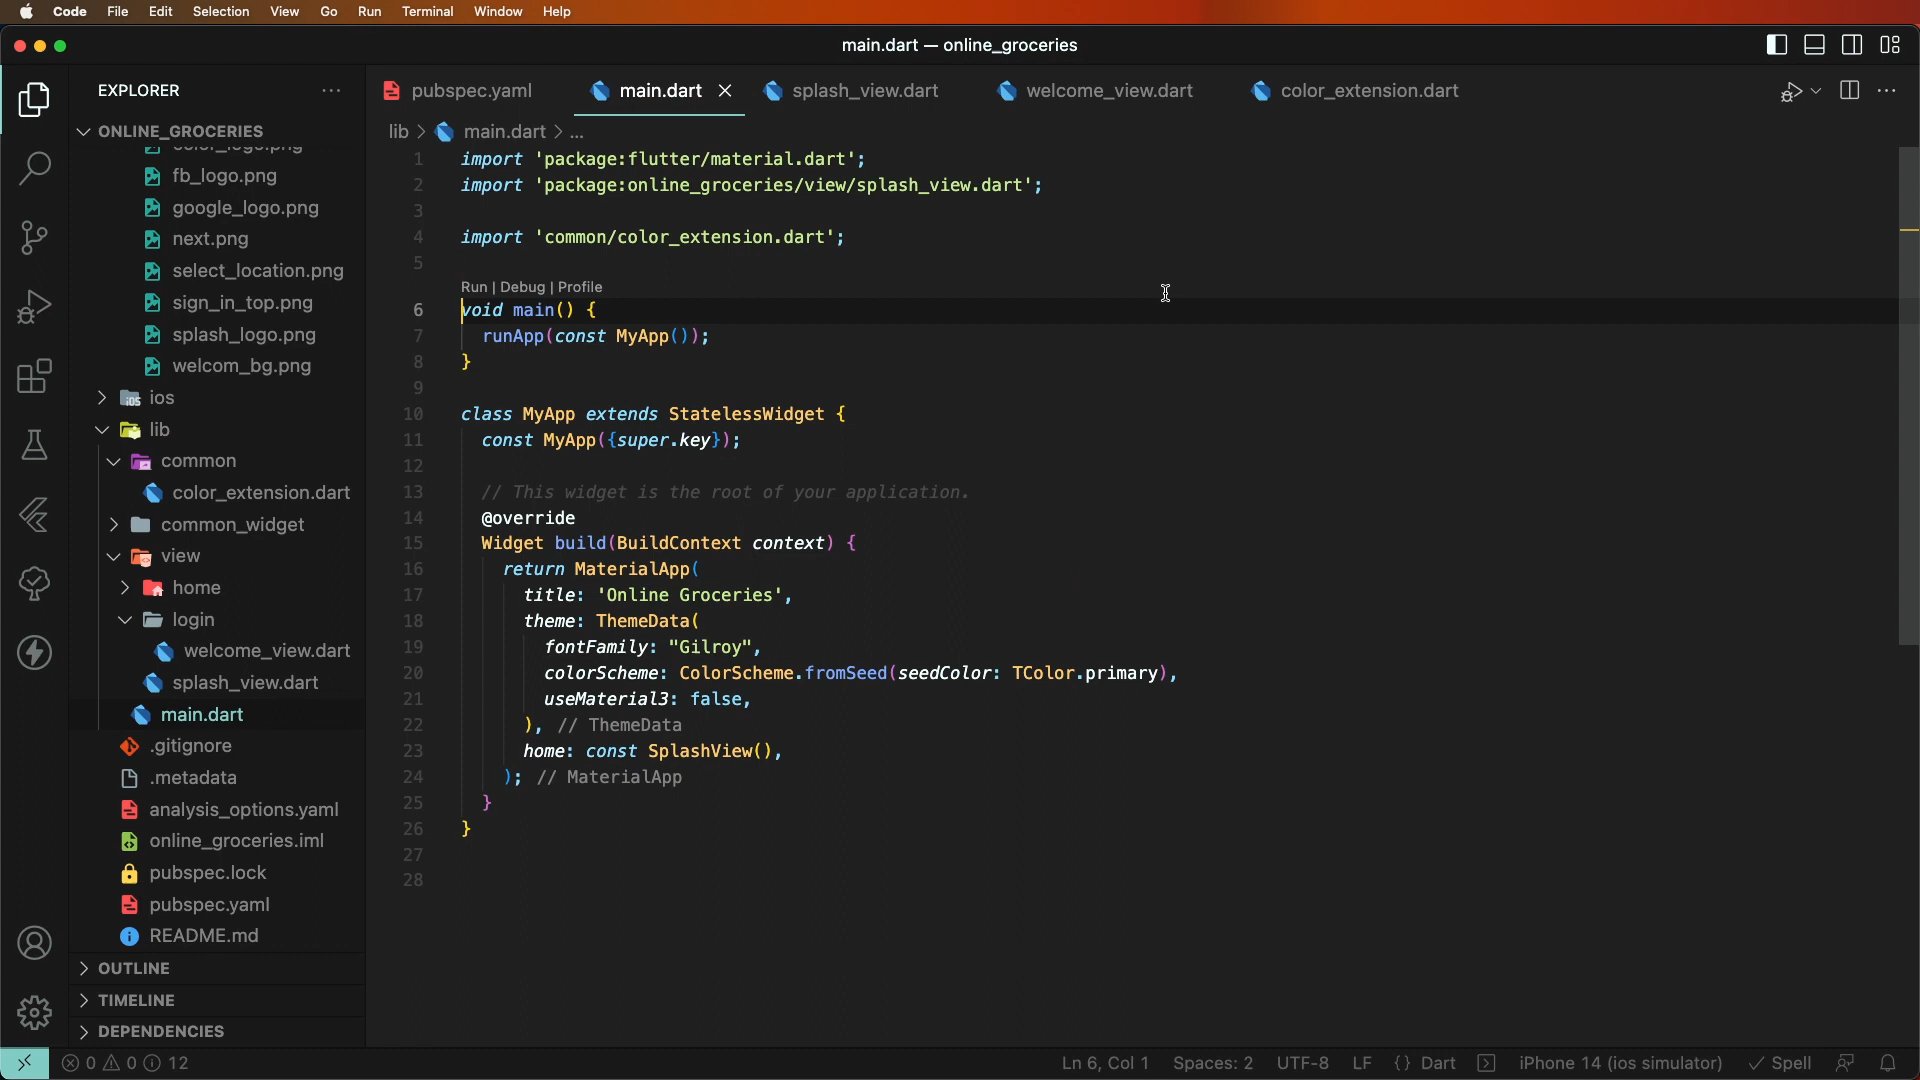 Code File Edit Selection View Go Run Terminal Window Help
main.dart — online_groceries
EXPLORER
ONLINE_GROCERIES
color_logo.png
fb_logo.png
google_logo.png
next.png
select_location.png
sign_in_top.png
splash_logo.png
welcom_bg.png
ios
lib
common
color_extension.dart
common_widget
view
home
login
welcome_view.dart
splash_view.dart
main.dart
.gitignore
.metadata
analysis_options.yaml
online_groceries.iml
pubspec.lock
pubspec.yaml
README.md
OUTLINE
TIMELINE
DEPENDENCIES
pubspec.yaml main.dart splash_view.dart welcome_view.dart color_extension.dart
lib > main.dart > ...
1 import 'package:flutter/material.dart';
2 import 'package:online_groceries/view/splash_view.dart';
3
4 import 'common/color_extension.dart';
5
Run | Debug | Profile
6 void main() {
7 runApp(const MyApp());
8 }
9
10 class MyApp extends StatelessWidget {
11 const MyApp({super.key});
12
13 // This widget is the root of your application.
14 @override
15 Widget build(BuildContext context) {
16 return MaterialApp(
17 title: 'Online Groceries',
18 theme: ThemeData(
19 fontFamily: "Gilroy",
20 colorScheme: ColorScheme.fromSeed(seedColor: TColor.primary),
21 useMaterial3: false,
22 ), // ThemeData
23 home: const SplashView(),
24 ); // MaterialApp
25 }
26 }
27
28
0 0 12 Ln 6, Col 1 Spaces: 2 UTF-8 LF {} Dart iPhone 14 (ios simulator) Spell